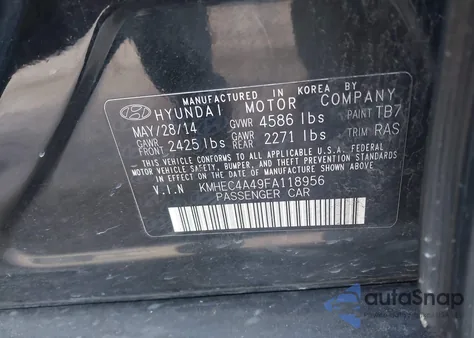 MANUFACTURED IN KOREA BY
HYUNDAI MOTOR COMPANY
MAY/28/14 GVWR 4586 lbs PAINT TB7
GAWR FRONT 2425 lbs GAWR REAR 2271 lbs TRIM RAS
THIS VEHICLE CONFORMS TO ALL APPLICABLE FEDERAL
MOTOR VEHICLE SAFETY, BUMPER, AND THEFT PREVENTION
STANDARDS IN EFFECT ON THE DATE OF MANUFACTURE SHOWN ABOVE.
V.I.N KMHEC4A49FA118956
PASSENGER CAR
autoSnap